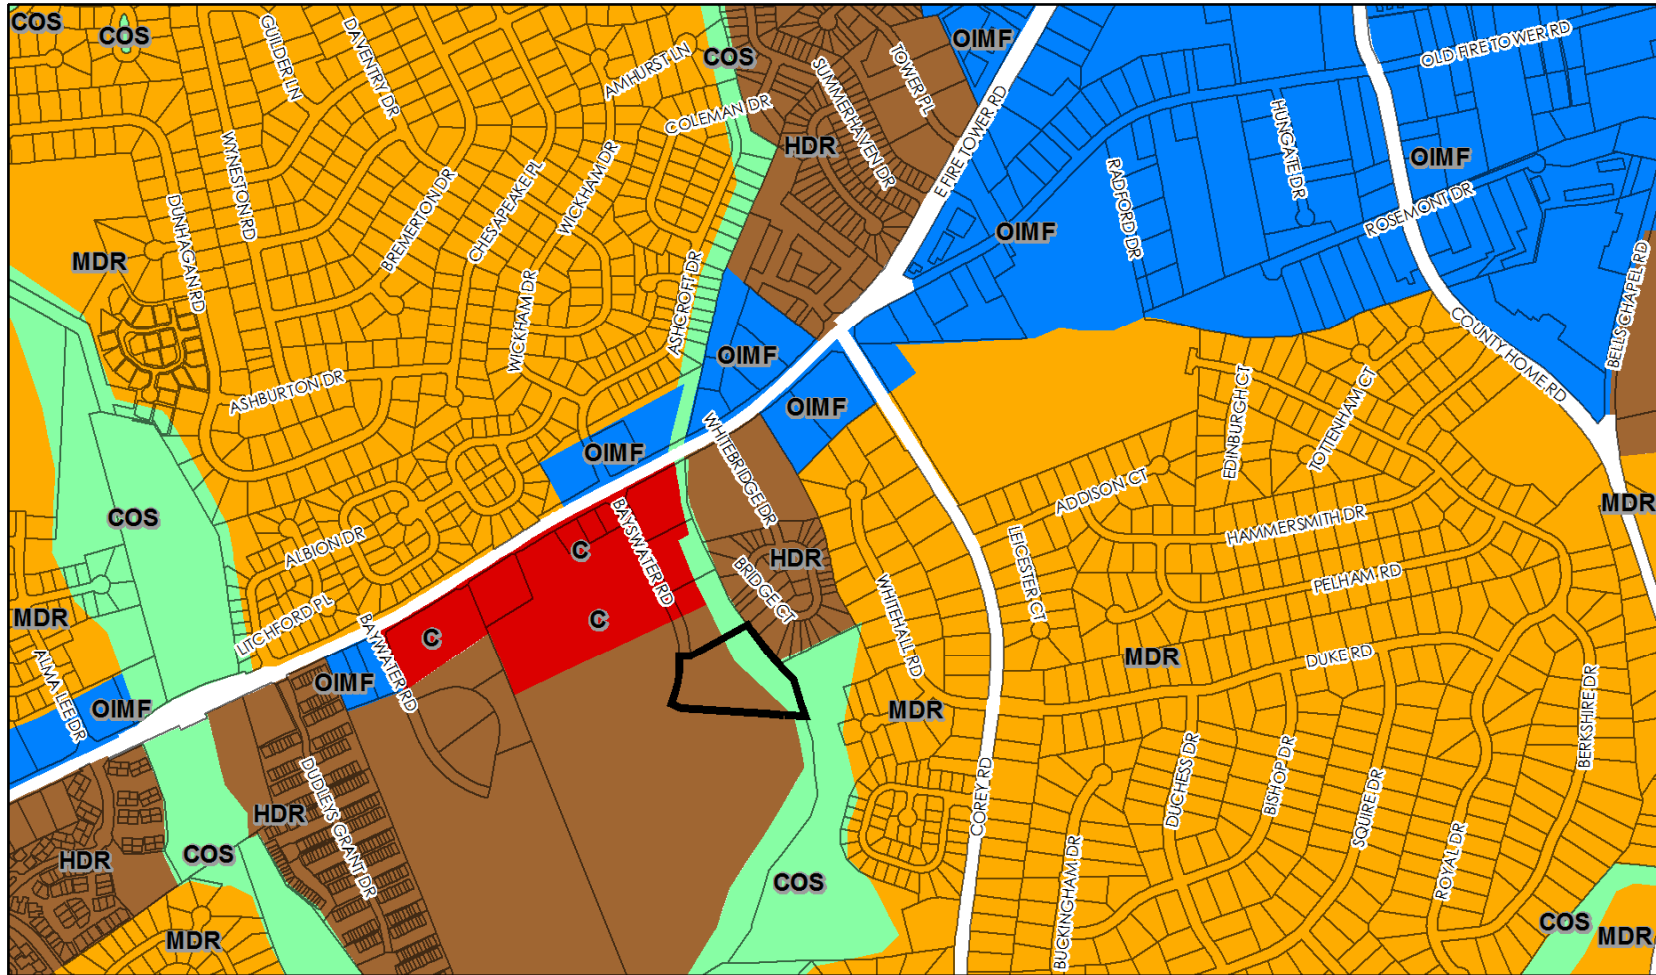 COS
COS
GUILDER LN
DAVENTRY DR
AMHURST LN
COS
COLEMAN DR
SUMMERHAVEN DR
TOWER PL
OIMF
OLD FIRE TOWER RD
E FIRE TOWER RD
HDR
HUNGATE DR
OIMF
WYNESTON RD
DUNHAGAN RD
BREMERTON DR
CHESAPEAKE PL
WICKHAM DR
RADFORD DR
ROSEMONT DR
OIMF
MDR
WICKHAM DR
ASHCROFT DR
BELLS CHAPEL RD
COUNTY HOME RD
OIMF
ASHBURTON DR
OIMF
EDINBURGH CT
TOTTENHAM CT
OIMF
WHITEBRIDGE DR
ADDISON CT
MDR
COS
BAYSWATER RD
HAMMERSMITH DR
ALBION DR
C
HDR
LEICESTER CT
PELHAM RD
BRIDGE CT
MDR
LITCHFORD PL
C
C
WHITEHALL RD
BAYWATER RD
ALMA LEE DR
OIMF
MDR
DUKE RD
OIMF
MDR
BERKSHIRE DR
DUDLEYS GRANT DR
COREY RD
DUCHESS DR
BISHOP DR
SQUIRE DR
HDR
HDR
COS
COS
BUCKINGHAM DR
ROYAL DR
MDR
COS
MDR